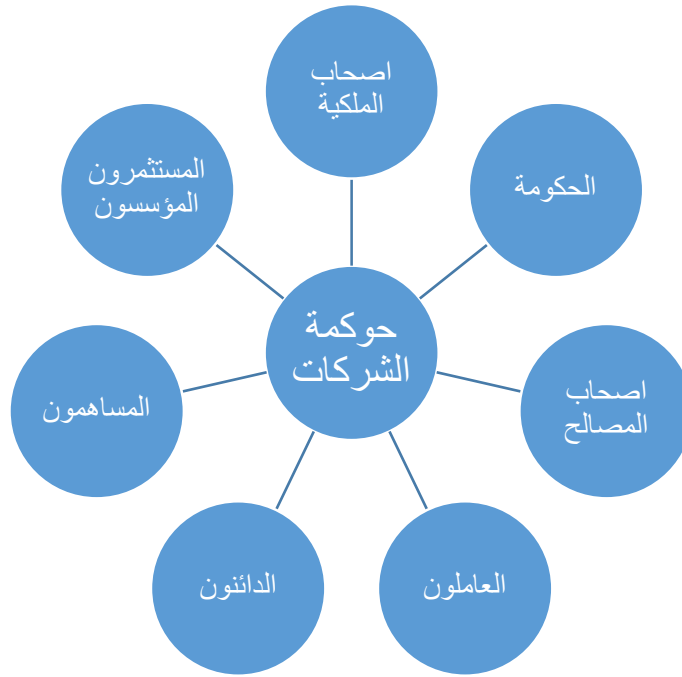 اصحاب
الملكية
الحكومة
اصحاب
المصالح
العاملون
الدائنون
المساهمون
المستثمرون
المؤسسون
حوكمة
الشركات